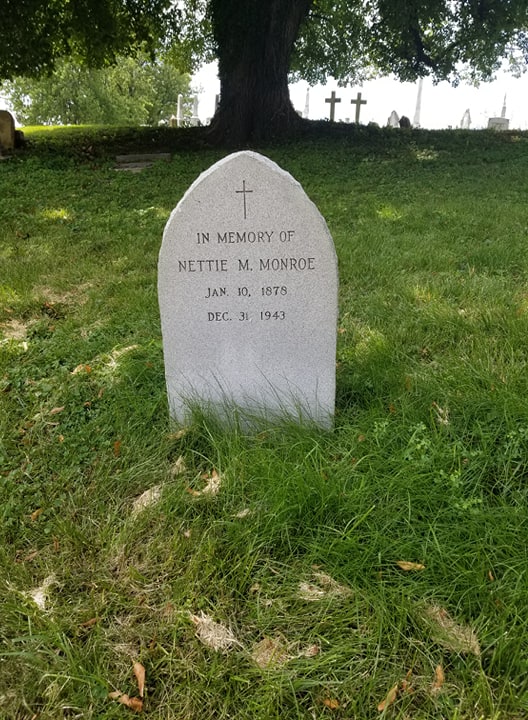 IN MEMORY OF
NETTIE M. MONROE
JAN. 10, 1878
DEC. 31, 1943